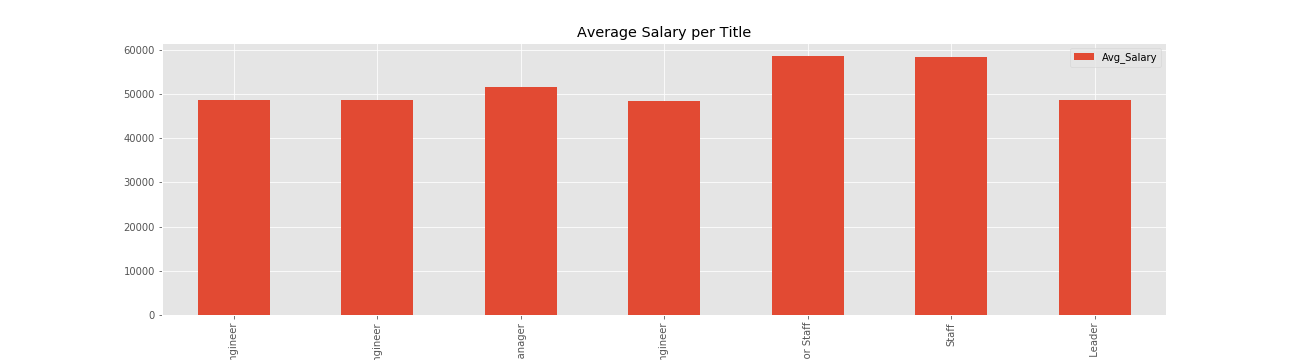 Average Salary per Title
Avg_Salary
60000
50000
40000
30000
20000
10000
0
ngineer
ngineer
anager
ngineer
or Staff
Staff
Leader